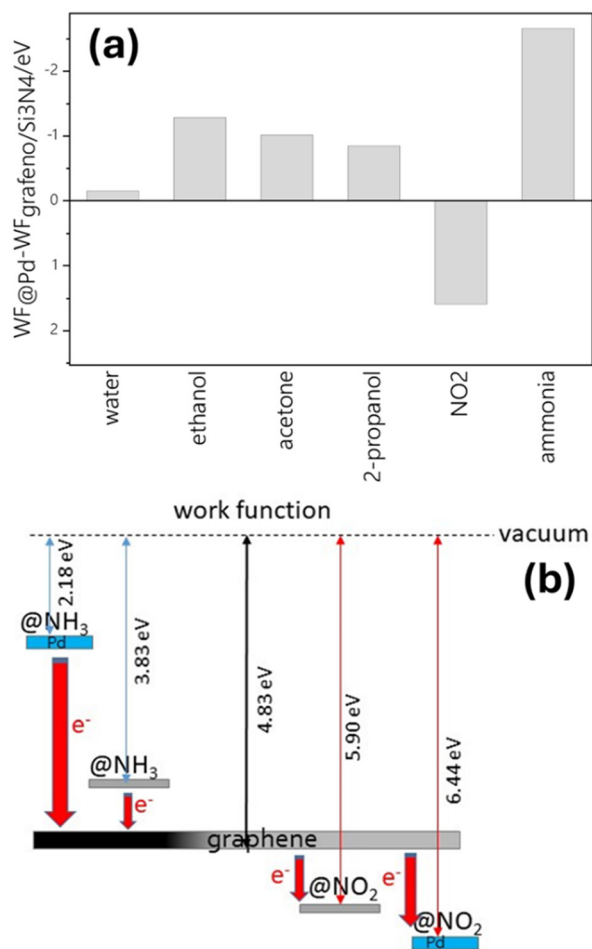 (a)
WF@Pd-WFgrafeno/Si3N4/eV
-2
-1
0
1
2
water
ethanol
acetone
2-propanol
NO2
ammonia
work function
vacuum
(b)
2.18 eV
@NH3
Pd
3.83 eV
4.83 eV
5.90 eV
6.44 eV
e-
@NH3
e-
graphene
e-
@NO2
e-
@NO2
Pd